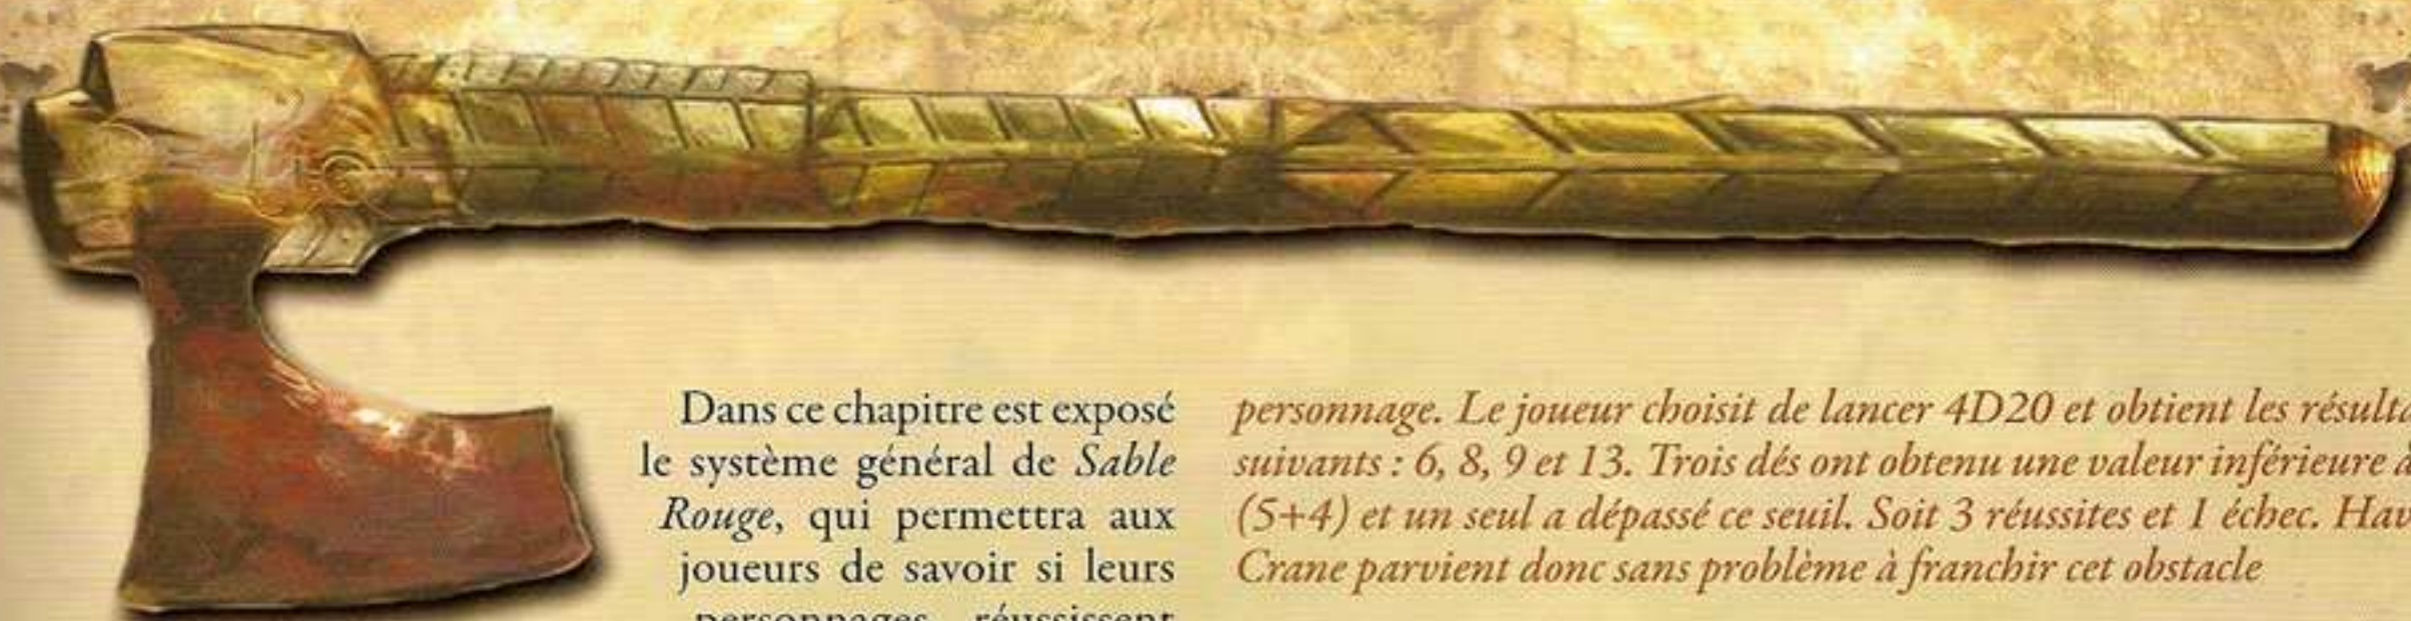 Dans ce chapitre est exposé
le système général de Sable
Rouge, qui permettra aux
joueurs de savoir si leurs
personnages réussissent
personnage. Le joueur choisit de lancer 4D20 et obtient les
suivants : 6, 8, 9 et 13. Trois dés ont obtenu une valeur inférieure
(5+4) et un seul a dépassé ce seuil. Soit 3 réussites et 1 échec.
Crane parvient donc sans problème à franchir cet obstacle